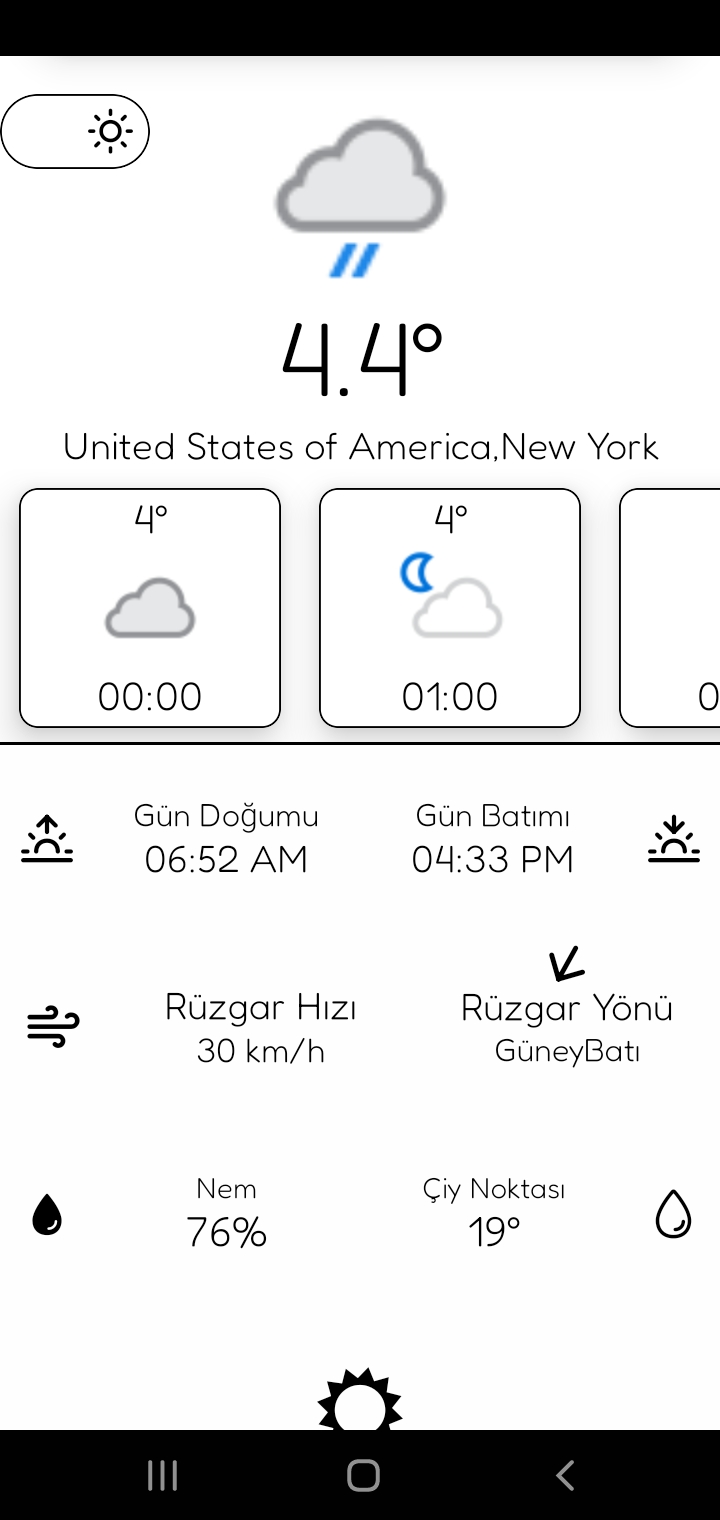 4.4°
United States of America,New York
4° 4°
00:00 01:00 0
Gün Doğumu Gün Batımı
06:52 AM 04:33 PM
Rüzgar Hızı Rüzgar Yönü
30 km/h GüneyBatı
Nem Çiy Noktası
76% 19°